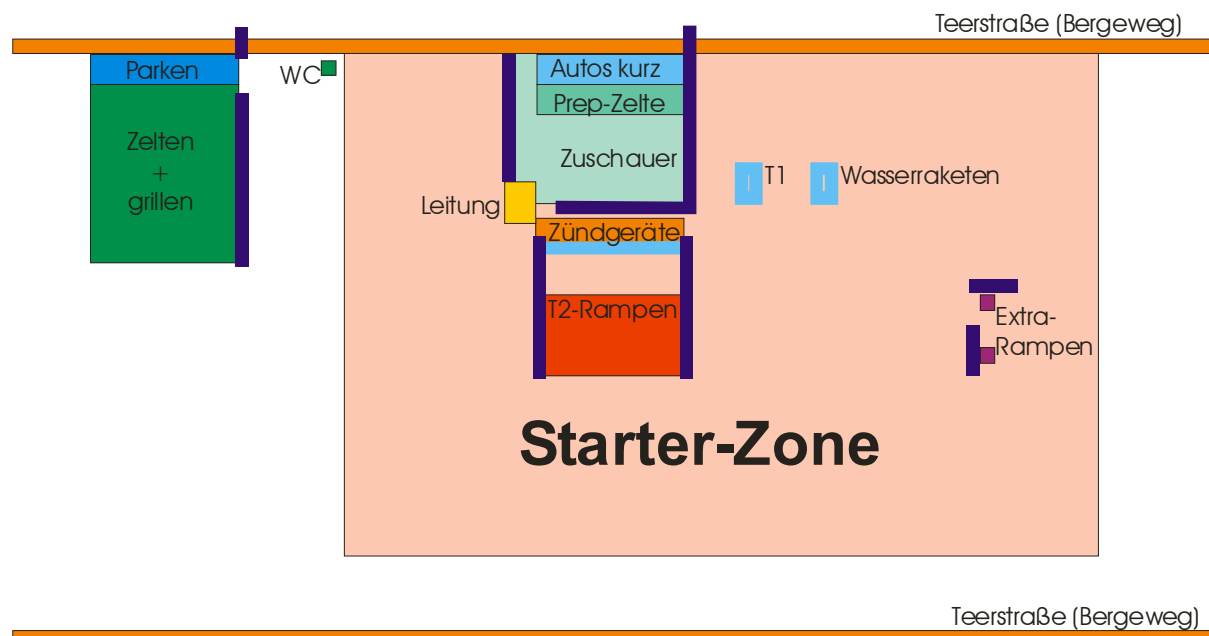 Teerstraße (Bergeweg)
Parken
WC
Autos kurz
Prep-Zelte
Zelten
+
grillen
Zuschauer
T1
Wasserraketen
Leitung
Zündgeräte
T2-Rampen
Extra-
Rampen
Starter-Zone
Teerstraße (Bergeweg)